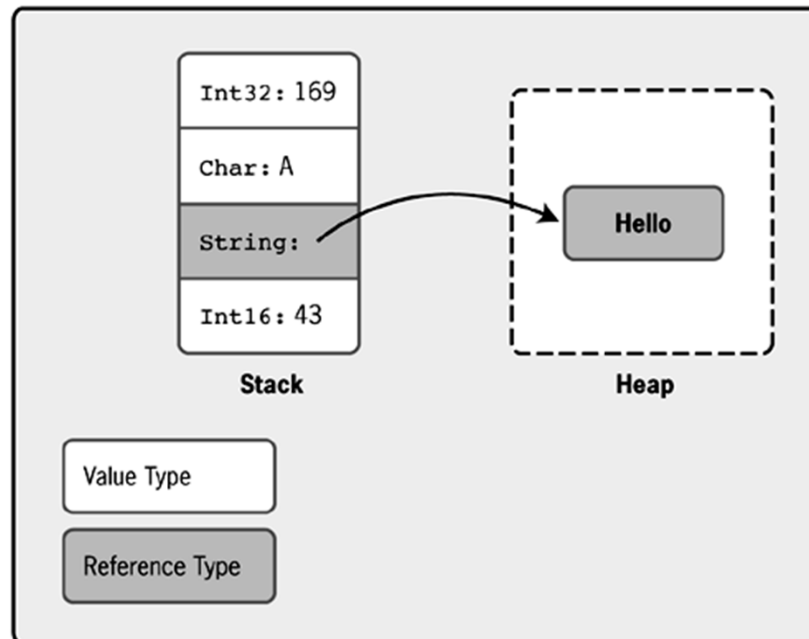 Int32: 169
Char: A
String:
Int16: 43
Stack
Hello
Heap
Value Type
Reference Type